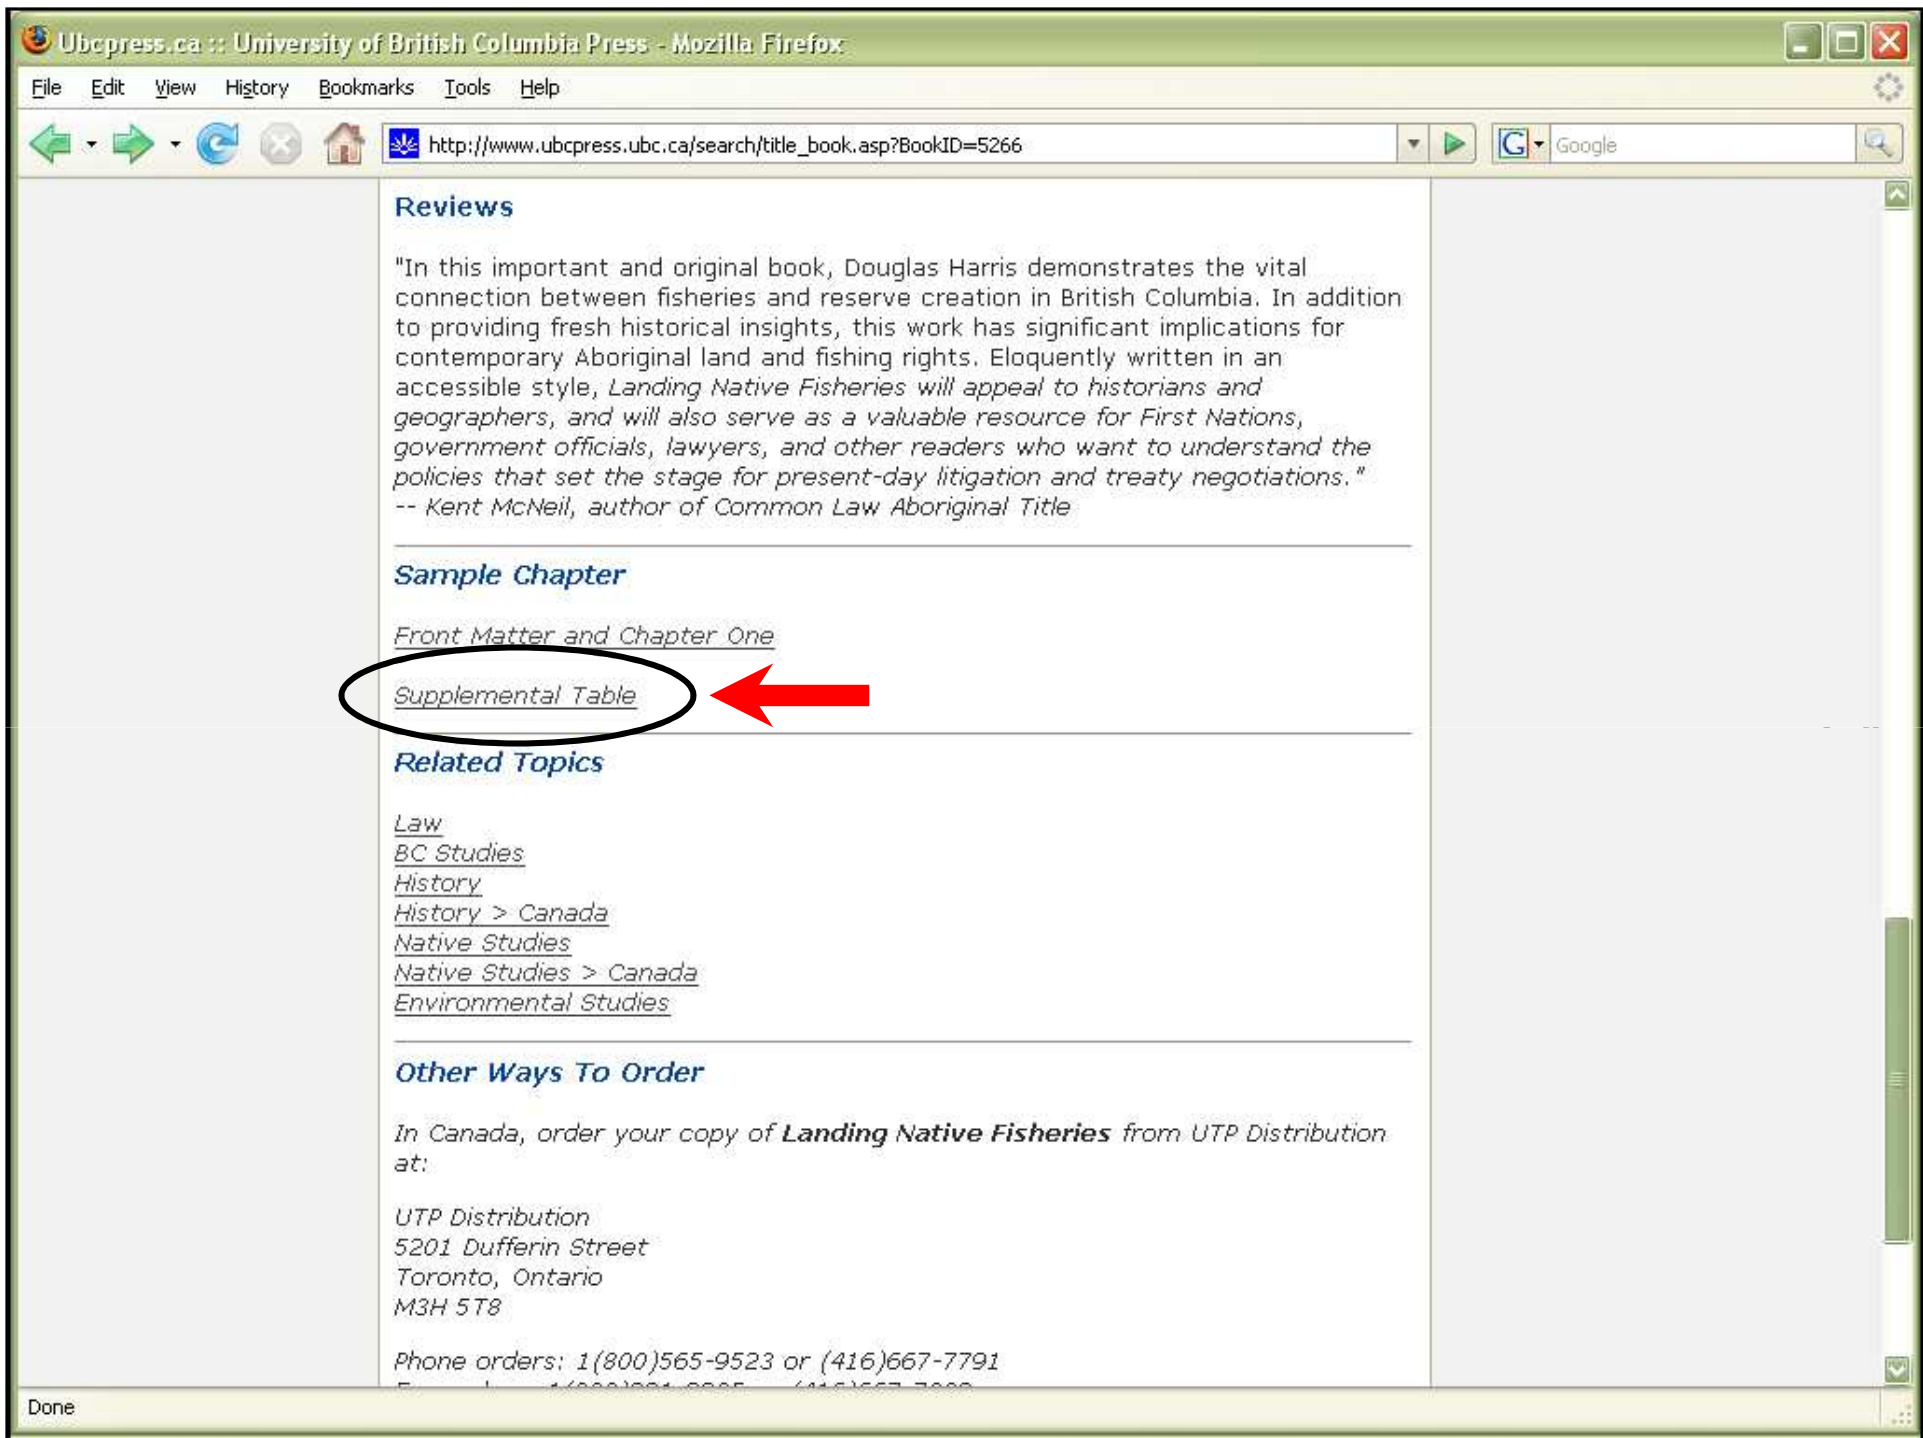 Ubcpress.ca :: University of British Columbia Press - Mozilla Firefox
File Edit View History Bookmarks Tools Help
http://www.ubcpress.ubc.ca/search/title_book.asp?BookID=5266 G Google
Reviews
"In this important and original book, Douglas Harris demonstrates the vital
connection between fisheries and reserve creation in British Columbia. In addition
to providing fresh historical insights, this work has significant implications for
contemporary Aboriginal land and fishing rights. Eloquently written in an
accessible style, Landing Native Fisheries will appeal to historians and
geographers, and will also serve as a valuable resource for First Nations,
government officials, lawyers, and other readers who want to understand the
policies that set the stage for present-day litigation and treaty negotiations."
-- Kent McNeil, author of Common Law Aboriginal Title
Sample Chapter
Front Matter and Chapter One
Supplemental Table
Related Topics
Law
BC Studies
History
History > Canada
Native Studies
Native Studies > Canada
Environmental Studies
Other Ways To Order
In Canada, order your copy of Landing Native Fisheries from UTP Distribution
at:
UTP Distribution
5201 Dufferin Street
Toronto, Ontario
M3H 5T8
Phone orders: 1(800)565-9523 or (416)667-7791
Done